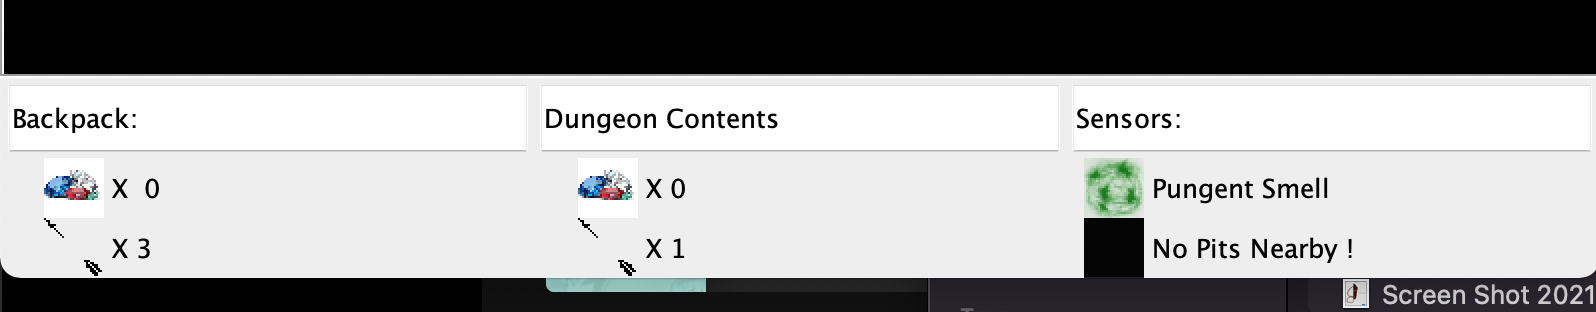 Backpack:
X 0
X 3
Dungeon Contents
X 0
X 1
Sensors:
Pungent Smell
No Pits Nearby !
Screen Shot 2021